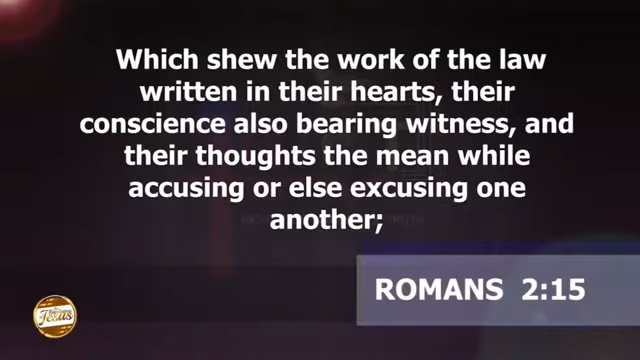 Which shew the work of the law
written in their hearts, their
conscience also bearing witness, and
their thoughts the mean while
accusing or else excusing one
another;
ROMANS 2:15
Jesus